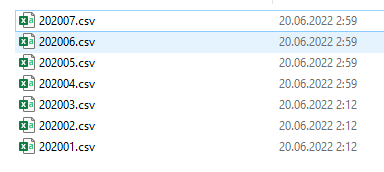 202007.csv 20.06.2022 2:59
202006.csv 20.06.2022 2:59
202005.csv 20.06.2022 2:59
202004.csv 20.06.2022 2:59
202003.csv 20.06.2022 2:12
202002.csv 20.06.2022 2:12
202001.csv 20.06.2022 2:12